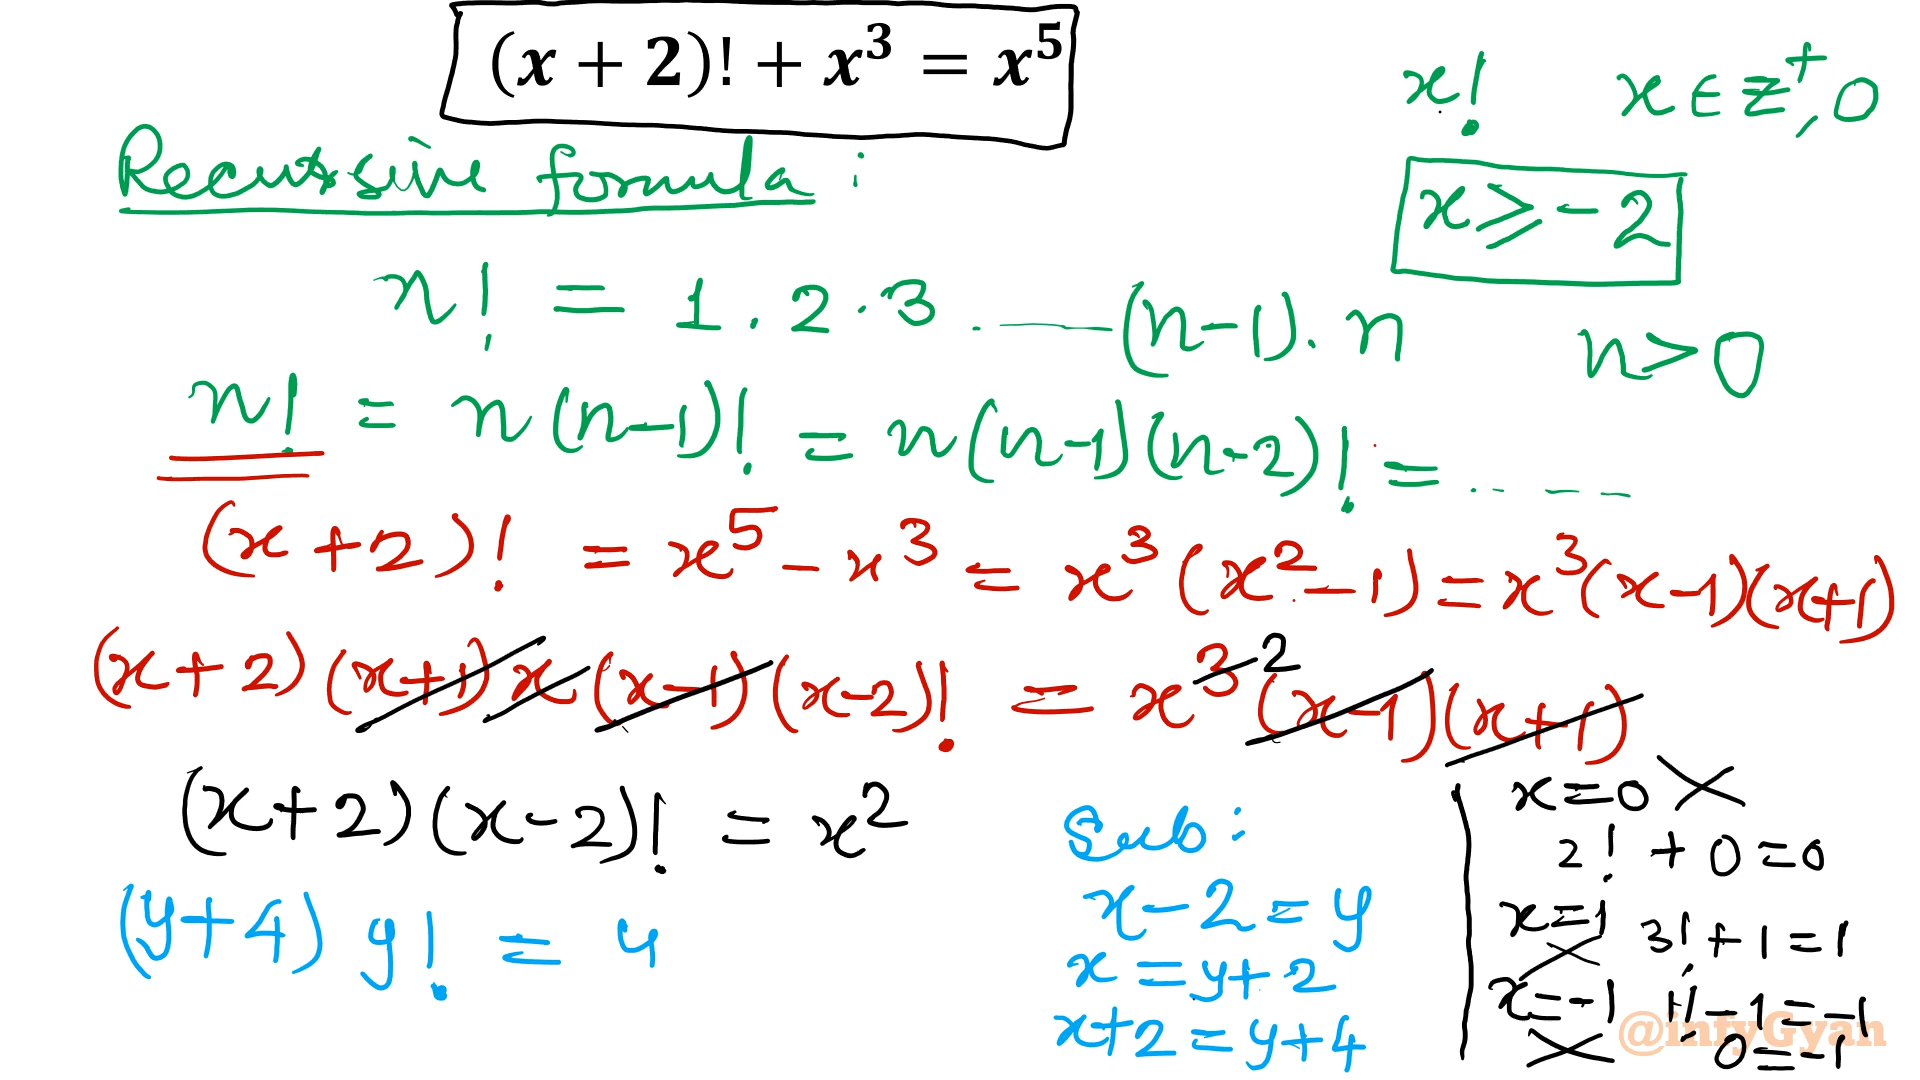 (x + 2)! + x³ = x⁵
x!    x ∈ Z⁺, 0
Recurssive formula :
x ≥ -2
n! = 1 . 2 . 3 . —— (n-1) . n    n > 0
n! = n (n-1)! = n (n-1) (n-2)! = .. - - -
(x + 2)! = x⁵ - x³ = x³ (x² - 1) = x³ (x-1) (x+1)
(x + 2) (x+1) x (x-1) (x-2)! = x³ ² (x-1) (x+1)
(x+2) (x-2)! = x²
(y+4) y! = y
Sub :
x - 2 = y
x = y + 2
x + 2 = y + 4
x = 0
2! + 0 = 0
x = 1    3! + 1 = 1
x = -1    1! - 1 = -1
0 = -1
@infyGyan